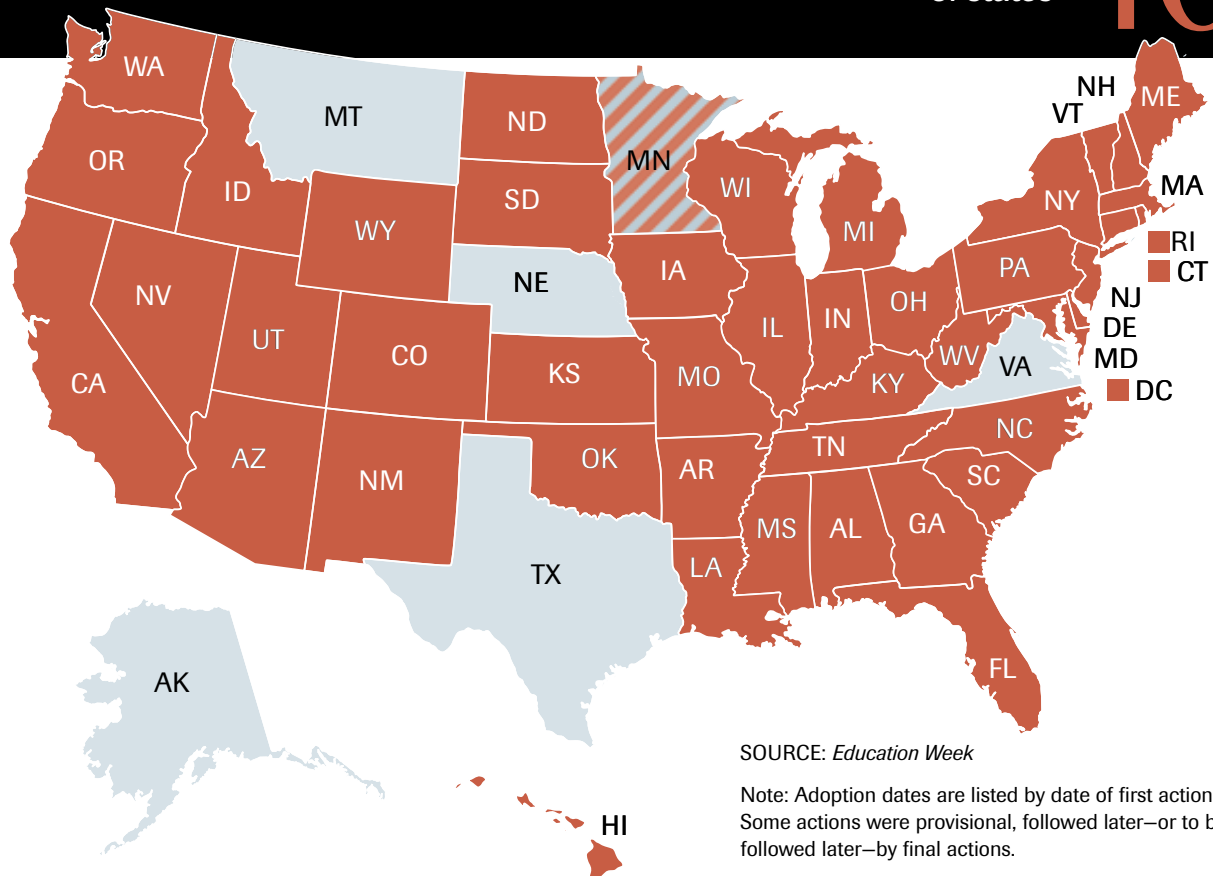 WA
MT
ND
MN
OR
ID
SD
WI
MI
NY
VT
NH
ME
MA
RI
CT
WY
IA
PA
NE
NJ
DE
MD
DC
NV
UT
CO
IL
IN
OH
WV
VA
CA
KS
MO
KY
AZ
NM
OK
AR
TN
NC
SC
MS
AL
GA
TX
LA
FL
AK
HI
SOURCE: Education Week
Note: Adoption dates are listed by date of first action
Some actions were provisional, followed later—or to b
followed later—by final actions.